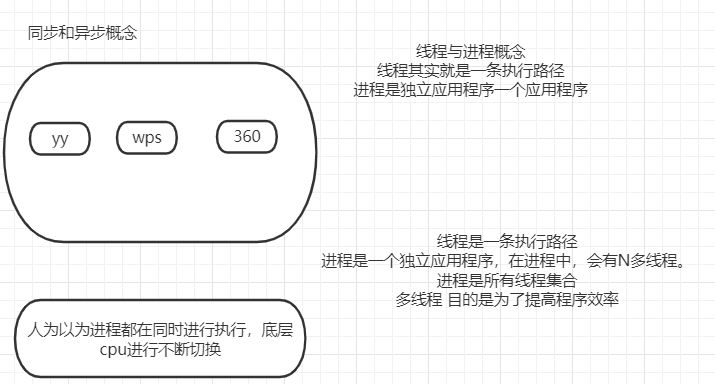 同步和异步概念
线程与进程概念
线程其实就是一条执行路径
进程是独立应用程序一个应用程序
yy
wps
360
线程是一条执行路径
进程是一个独立应用程序，在进程中，会有N多线程。
进程是所有线程集合
多线程 目的是为了提高程序效率
人为以为进程都在同时进行执行，底层
cpu进行不断切换